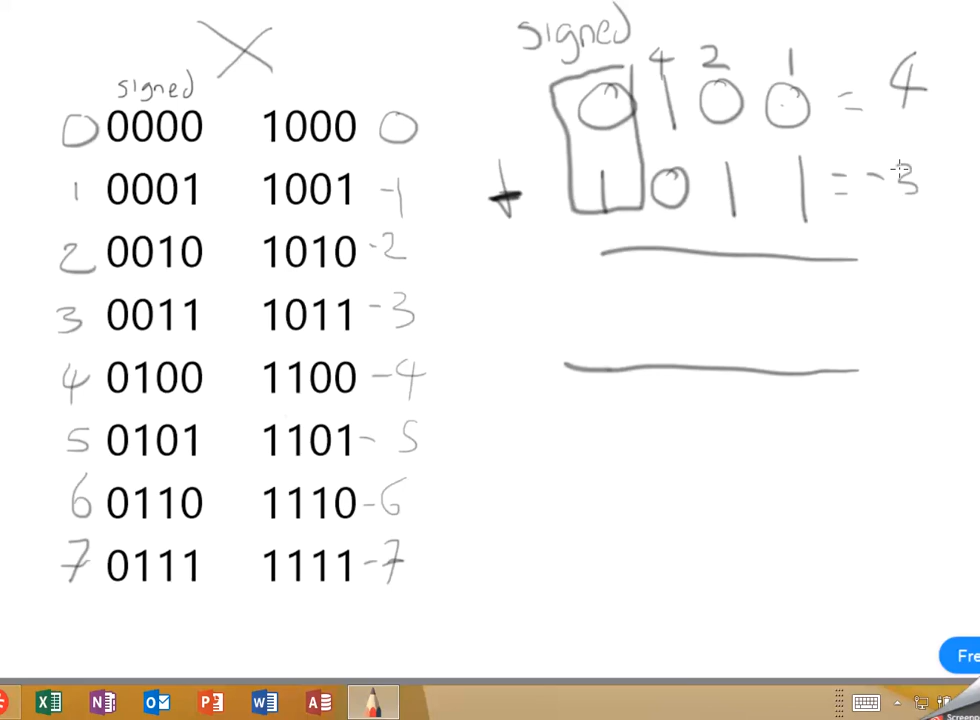 signed
signed
0 0000 1000 0
1 0001 1001 -1
2 0010 1010 -2
3 0011 1011 -3
4 0100 1100 -4
5 0101 1101 - 5
6 0110 1110 -6
7 0111 1111 -7
4 2 1
0 1 0 0 = 4
+ 1 0 1 1 = -3
Fre